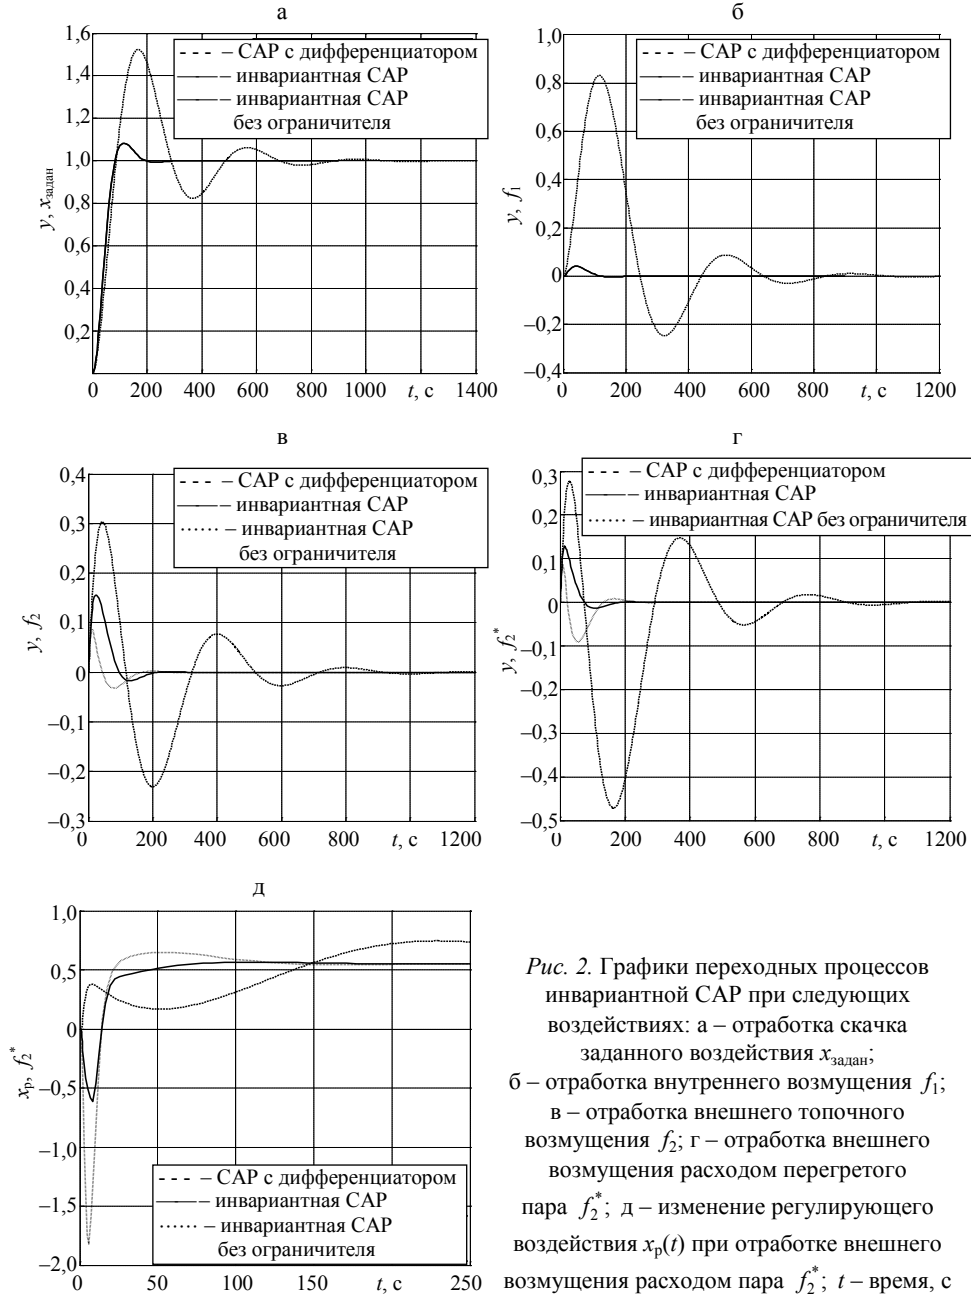 а
1,6
1,4
1,2
1,0
0,8
0,6
0,4
0,2
y, xзадан
– САР с дифференциатором
– инвариантная САР
– инвариантная САР
без ограничителя
0 200 400 600 800 1000 t, с 1400
б
1,0
0,8
0,6
0,4
0,2
0
–0,2
–0,4
y, f1
– САР с дифференциатором
– инвариантная САР
– инвариантная САР
без ограничителя
0 200 400 600 800 t, с 1200
в
0,4
0,3
0,2
0,1
0
–0,1
–0,2
–0,3
y, f2
– САР с дифференциатором
– инвариантная САР
– инвариантная САР
без ограничителя
0 200 400 600 800 t, с 1200
г
0,3
0,2
0,1
0
–0,1
–0,2
–0,3
–0,4
–0,5
y, f2*
– САР с дифференциатором
– инвариантная САР
– инвариантная САР без ограничителя
0 200 400 600 800 t, с 1200
д
1,0
0,5
0
–0,5
–1,0
–1,5
–2,0
xр, f2*
– САР с дифференциатором
– инвариантная САР
– инвариантная САР
без ограничителя
0 50 100 150 t, с 250
Рис. 2. Графики переходных процессов
инвариантной САР при следующих
воздействиях: а – отработка скачка
заданного воздействия xзадан;
б – отработка внутреннего возмущения f1;
в – отработка внешнего топочного
возмущения f2; г – отработка внешнего
возмущения расходом перегретого
пара f2*; д – изменение регулирующего
воздействия xр(t) при отработке внешнего
возмущения расходом пара f2*; t – время, с